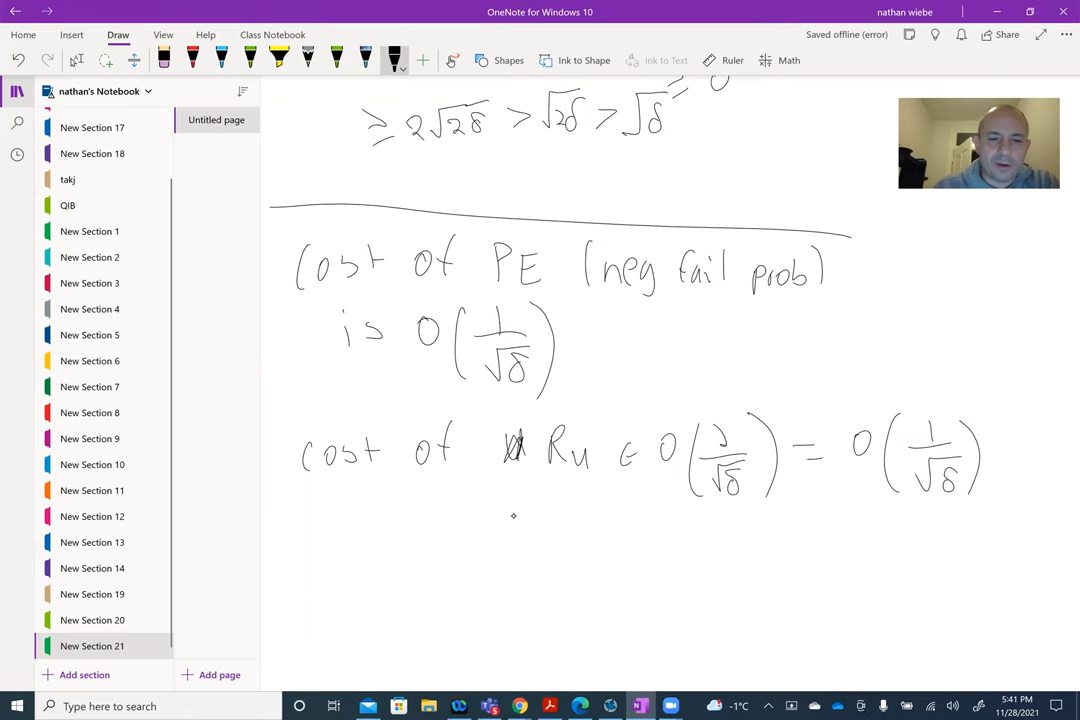 OneNote for Windows 10
nathan wiebe
Home Insert Draw View Help Class Notebook
Saved offline (error)
Share
Shapes
Ink to Shape
Ink to Text
Ruler
Math
nathan's Notebook
Untitled page
New Section 17
New Section 18
takj
QIB
New Section 1
New Section 2
New Section 3
New Section 4
New Section 5
New Section 6
New Section 7
New Section 8
New Section 9
New Section 10
New Section 11
New Section 12
New Section 13
New Section 14
New Section 19
New Section 20
New Section 21
Add section
Add page
≥ 2√2δ > √2δ > √δ = 0
Cost of PE (neg fail prob)
is O(1/√δ)
cost of Ru ∈ O(2/√δ) = O(1/√δ)
Type here to search
-1°C
5:41 PM
11/28/2021